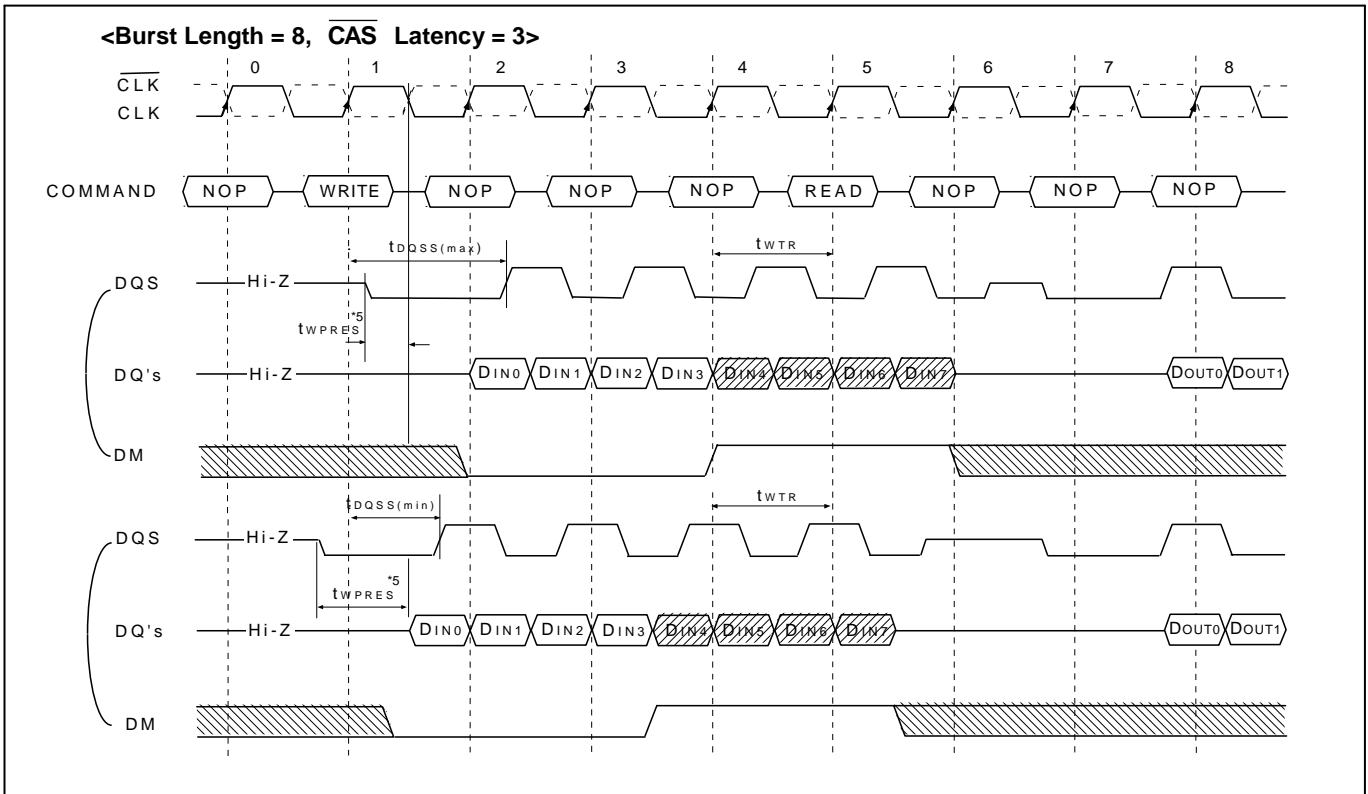 <Burst Length = 8, CAS Latency = 3>
0 1 2 3 4 5 6 7 8
CLK
CLK
COMMAND NOP WRITE NOP NOP NOP READ NOP NOP NOP
tDQSS(max) tWTR
DQS Hi-Z
tWPRES *5
DQ's Hi-Z DIN0 DIN1 DIN2 DIN3 DIN4 DIN5 DIN6 DIN7 DOUT0 DOUT1
DM
tDQSS(min) tWTR
DQS Hi-Z
tWPRES *5
DQ's Hi-Z DIN0 DIN1 DIN2 DIN3 DIN4 DIN5 DIN6 DIN7 DOUT0 DOUT1
DM